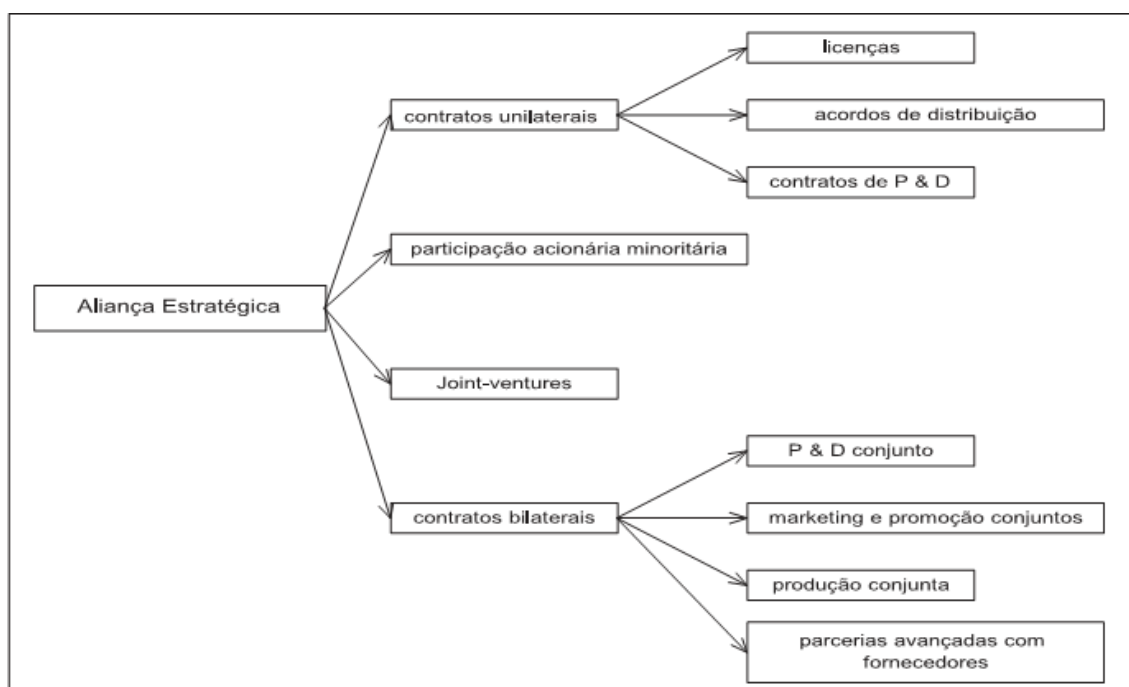 licenças
contratos unilaterais
acordos de distribuição
contratos de P & D
participação acionária minoritária
Aliança Estratégica
Joint-ventures
P & D conjunto
contratos bilaterais
marketing e promoção conjuntos
produção conjunta
parcerias avançadas com
fornecedores